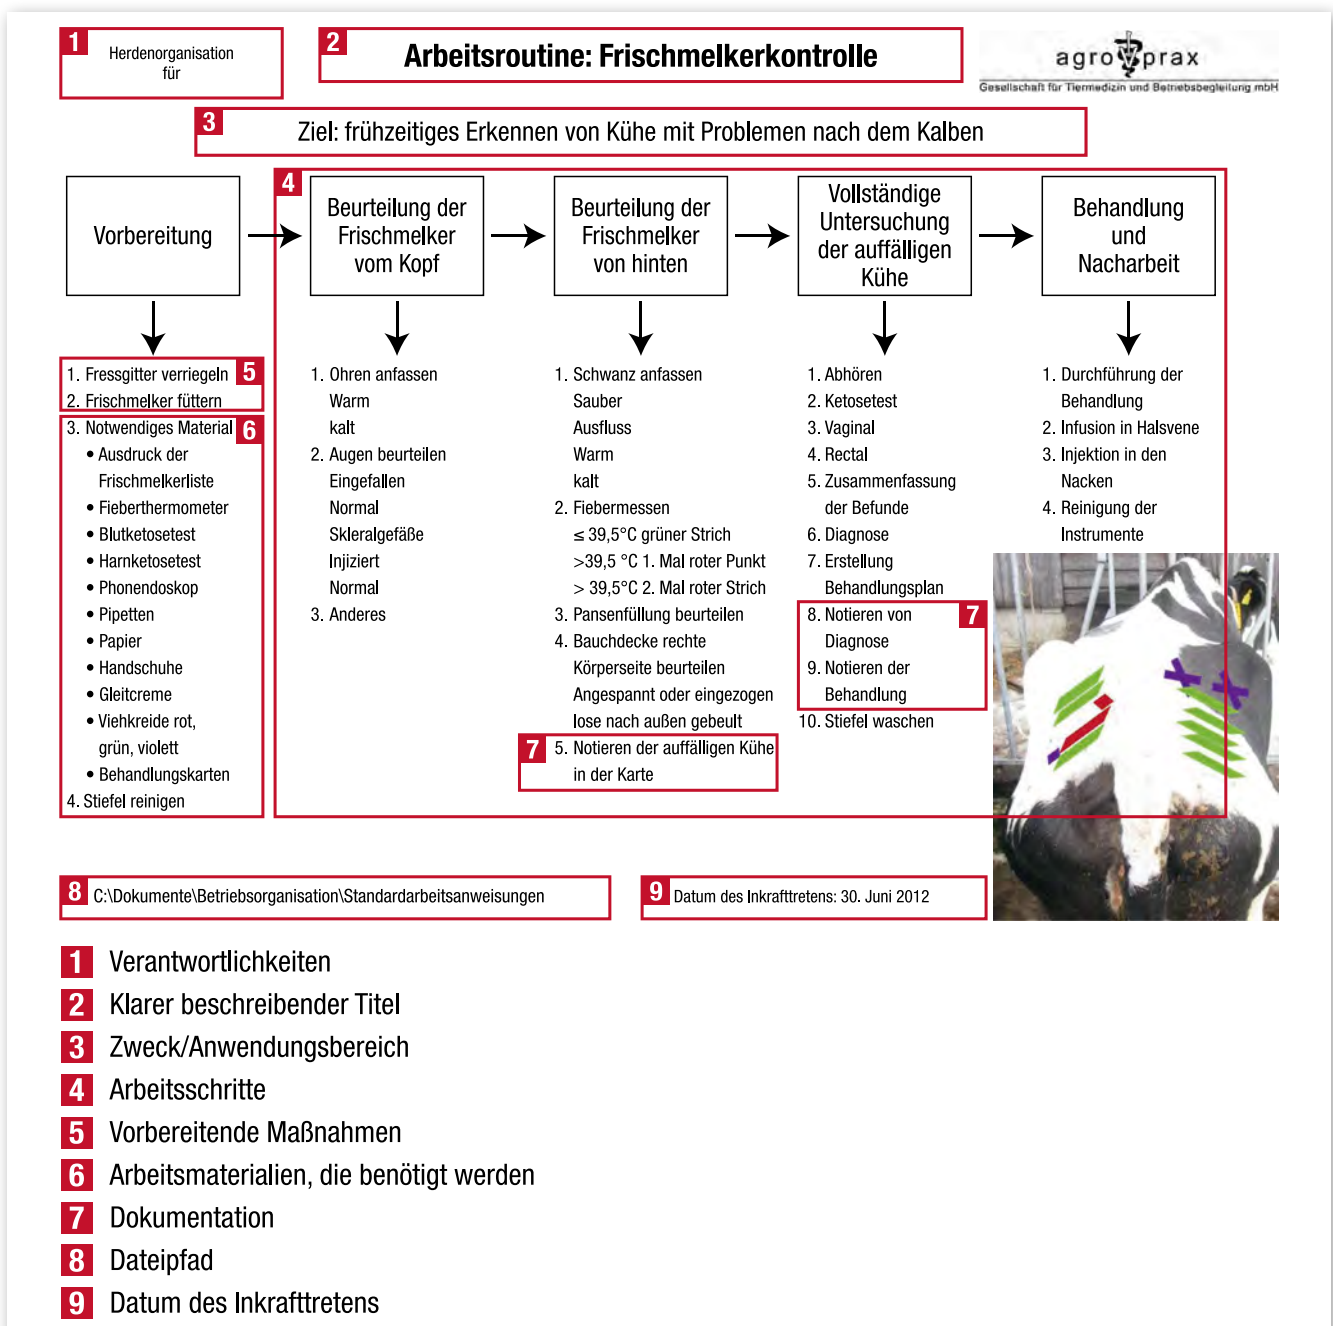 1
Herdenorganisation
für
2
Arbeitsroutine: Frischmelkerkontrolle
agro prax
Gesellschaft für Tiermedizin und Betriebsbegleitung mbH
3
Ziel: frühzeitiges Erkennen von Kühe mit Problemen nach dem Kalben
Vorbereitung
4
Beurteilung der
Frischmelker
vom Kopf
Beurteilung der
Frischmelker
von hinten
Vollständige
Untersuchung
der auffälligen
Kühe
Behandlung
und
Nacharbeit
1. Fressgitter verriegeln
5
2. Frischmelker füttern
3. Notwendiges Material
6
• Ausdruck der
Frischmelkerliste
• Fieberthermometer
• Blutketosetest
• Harnketosetest
• Phonendoskop
• Pipetten
• Papier
• Handschuhe
• Gleitcreme
• Viehkreide rot,
grün, violett
• Behandlungskarten
4. Stiefel reinigen
1. Ohren anfassen
Warm
kalt
2. Augen beurteilen
Eingefallen
Normal
Skleralgefäße
Injiziert
Normal
3. Anderes
1. Schwanz anfassen
Sauber
Ausfluss
Warm
kalt
2. Fiebermessen
≤ 39,5°C grüner Strich
>39,5 °C 1. Mal roter Punkt
> 39,5°C 2. Mal roter Strich
3. Pansenfüllung beurteilen
4. Bauchdecke rechte
Körperseite beurteilen
Angespannt oder eingezogen
lose nach außen gebeult
7
5. Notieren der auffälligen Kühe
in der Karte
1. Abhören
2. Ketosetest
3. Vaginal
4. Rectal
5. Zusammenfassung
der Befunde
6. Diagnose
7. Erstellung
Behandlungsplan
8. Notieren von
7
Diagnose
9. Notieren der
Behandlung
10. Stiefel waschen
1. Durchführung der
Behandlung
2. Infusion in Halsvene
3. Injektion in den
Nacken
4. Reinigung der
Instrumente
8
C:\Dokumente\Betriebsorganisation\Standardarbeitsanweisungen
9
Datum des Inkrafttretens: 30. Juni 2012
1 Verantwortlichkeiten
2 Klarer beschreibender Titel
3 Zweck/Anwendungsbereich
4 Arbeitsschritte
5 Vorbereitende Maßnahmen
6 Arbeitsmaterialien, die benötigt werden
7 Dokumentation
8 Dateipfad
9 Datum des Inkrafttretens